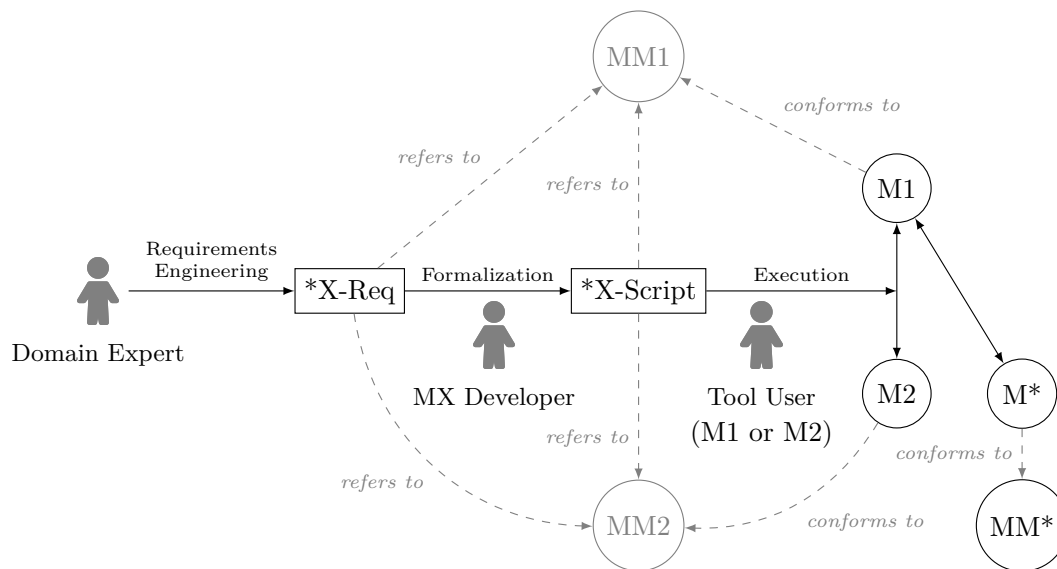 MM1
conforms to
refers to
refers to
M1
Requirements
Engineering
*X-Req
Formalization
*X-Script
Execution
Domain Expert
MX Developer
Tool User
(M1 or M2)
M2
M*
refers to
conforms to
refers to
MM2
conforms to
MM*